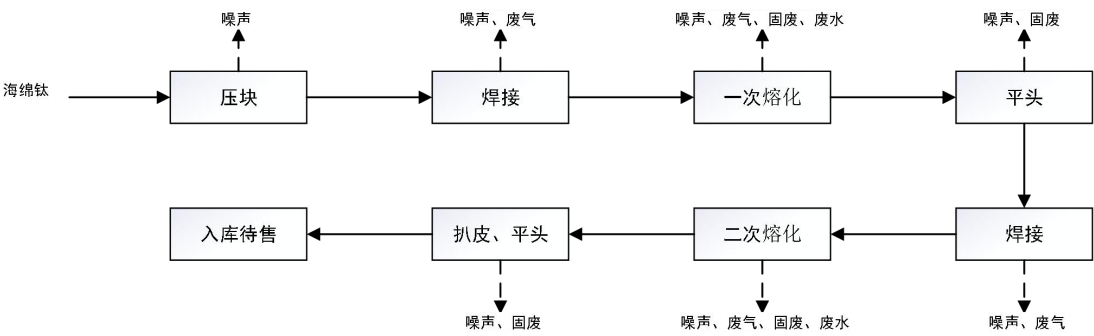 噪声
噪声、废气
噪声、废气、固废、废水
噪声、固废
海绵钛
压块
焊接
一次熔化
平头
入库待售
扒皮、平头
二次熔化
焊接
噪声、固废
噪声、废气、固废、废水
噪声、废气